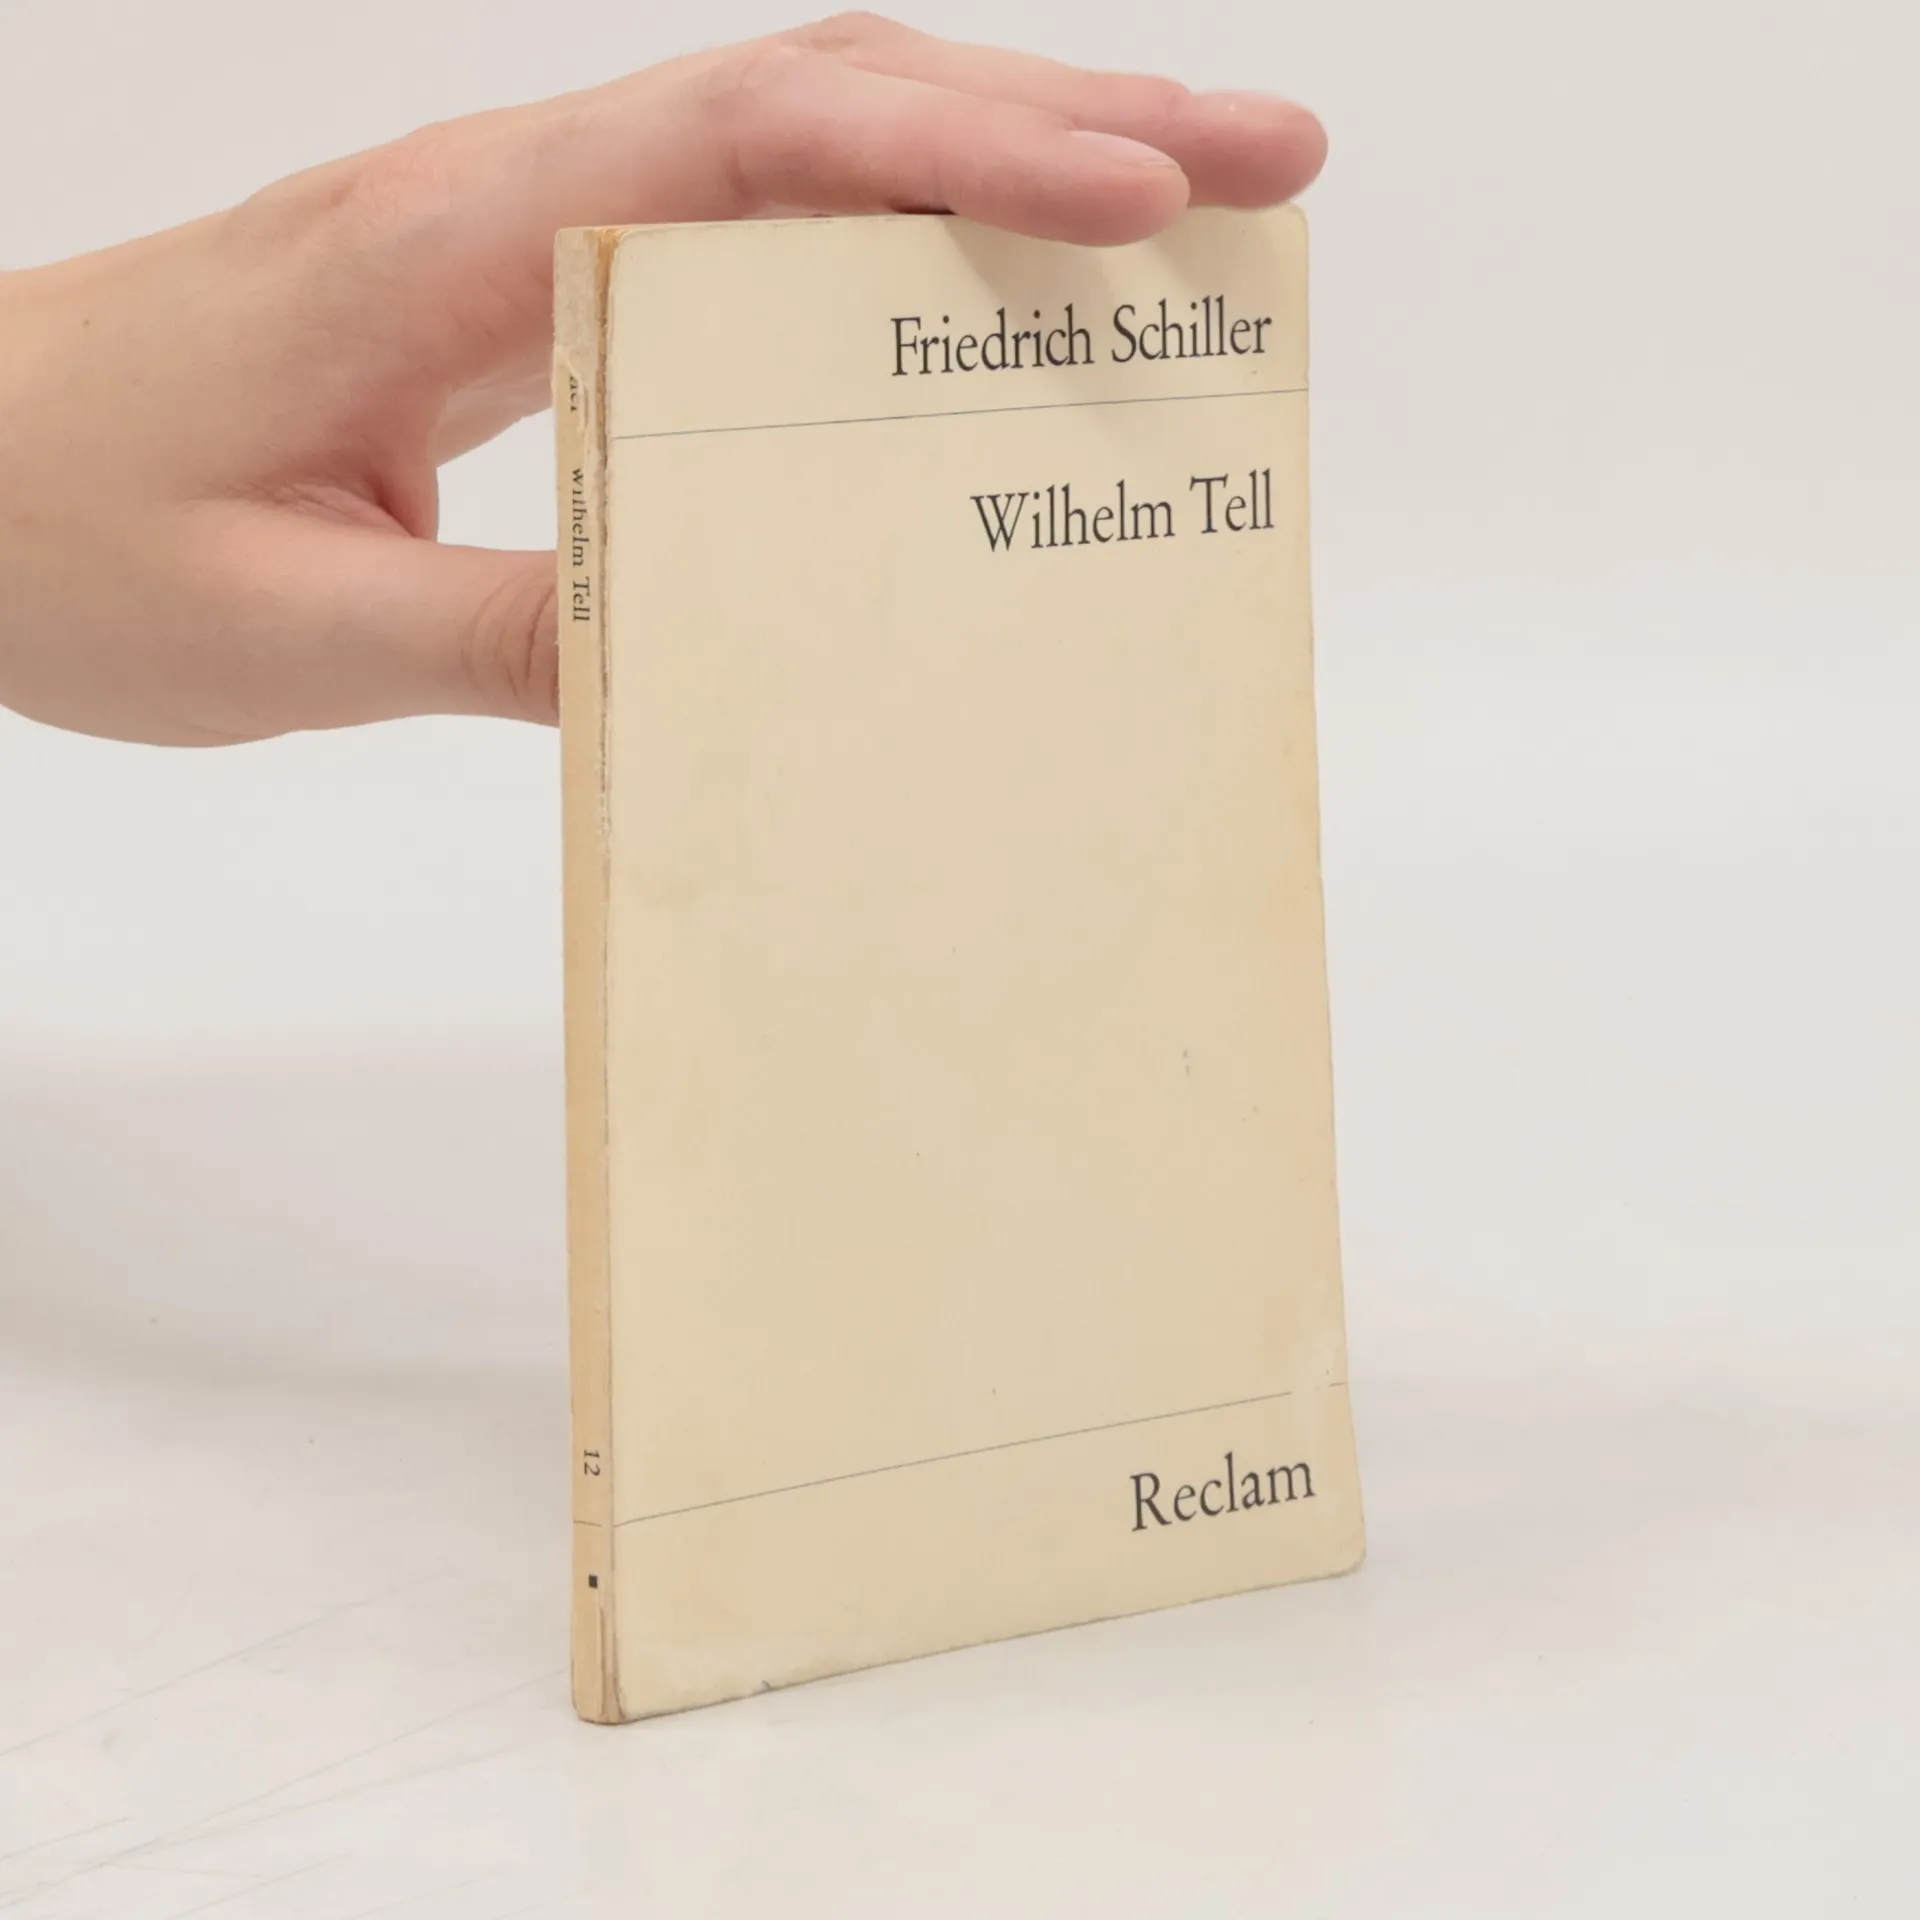 Friedrich Schiller
Wilhelm Tell
Reclam
Wilhelm Tell
12